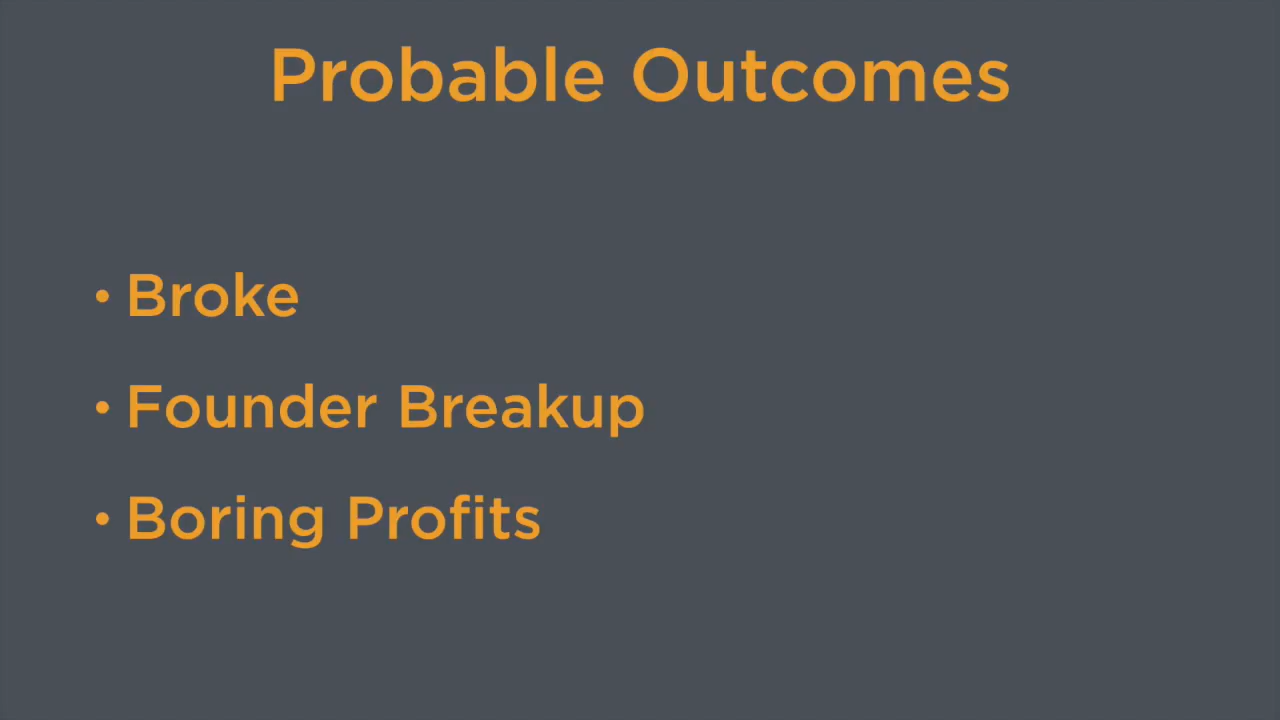 Probable Outcomes
• Broke
• Founder Breakup
• Boring Profits